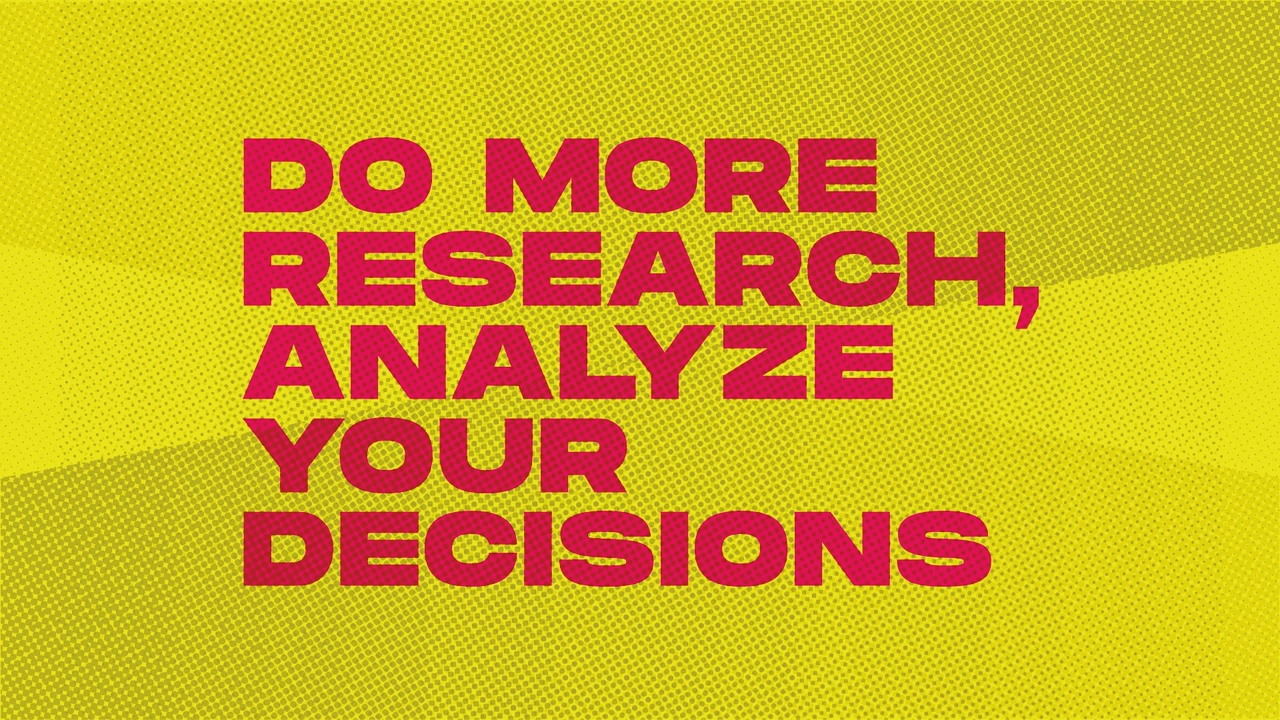 DO MORE
RESEARCH,
ANALYZE
YOUR
DECISIONS